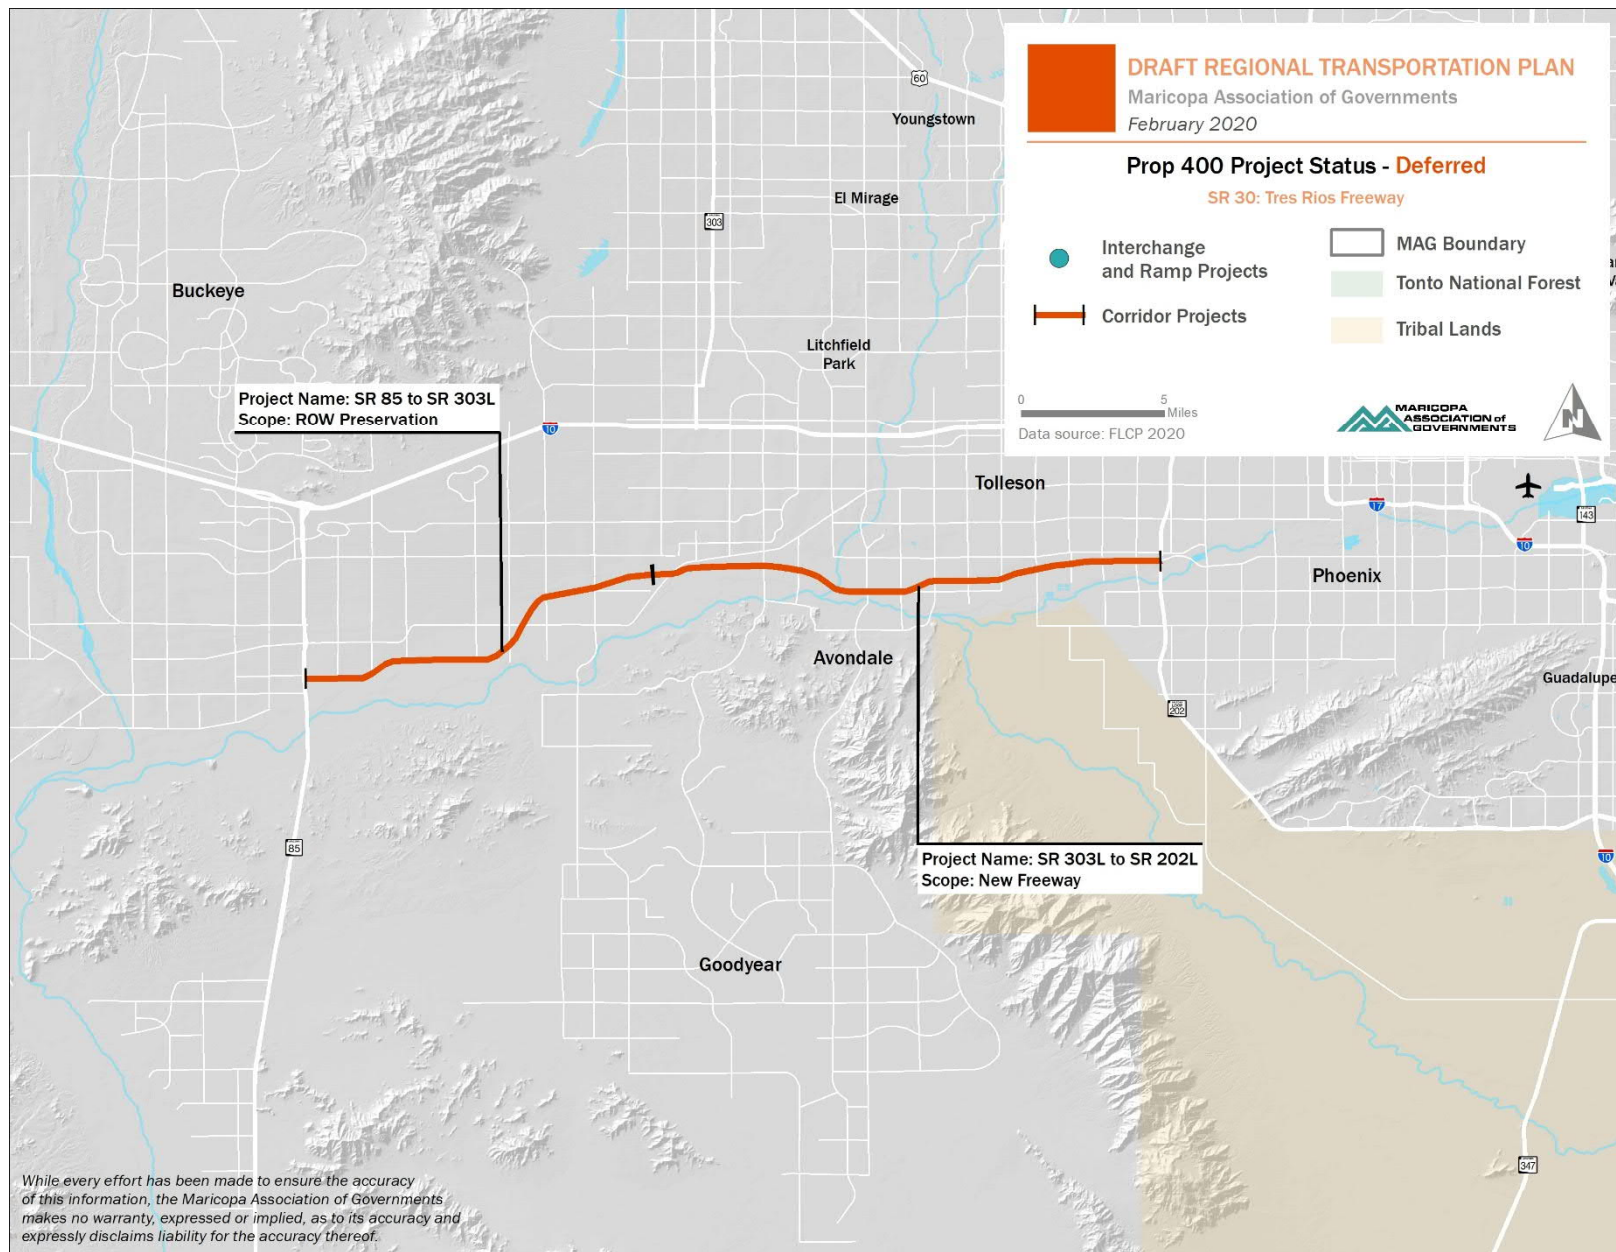 DRAFT REGIONAL TRANSPORTATION PLAN
Maricopa Association of Governments
February 2020
Prop 400 Project Status - Deferred
SR 30: Tres Rios Freeway
Interchange
and Ramp Projects
Corridor Projects
MAG Boundary
Tonto National Forest
Tribal Lands
0 5
Miles
Data source: FLCP 2020
MARICOPA
ASSOCIATION of
GOVERNMENTS
N
60
Youngstown
El Mirage
303
Buckeye
Litchfield
Park
Project Name: SR 85 to SR 303L
Scope: ROW Preservation
10
Tolleson
17
143
10
Phoenix
Avondale
Guadalupe
202
85
Project Name: SR 303L to SR 202L
Scope: New Freeway
10
Goodyear
347
While every effort has been made to ensure the accuracy
of this information, the Maricopa Association of Governments
makes no warranty, expressed or implied, as to its accuracy and
expressly disclaims liability for the accuracy thereof.